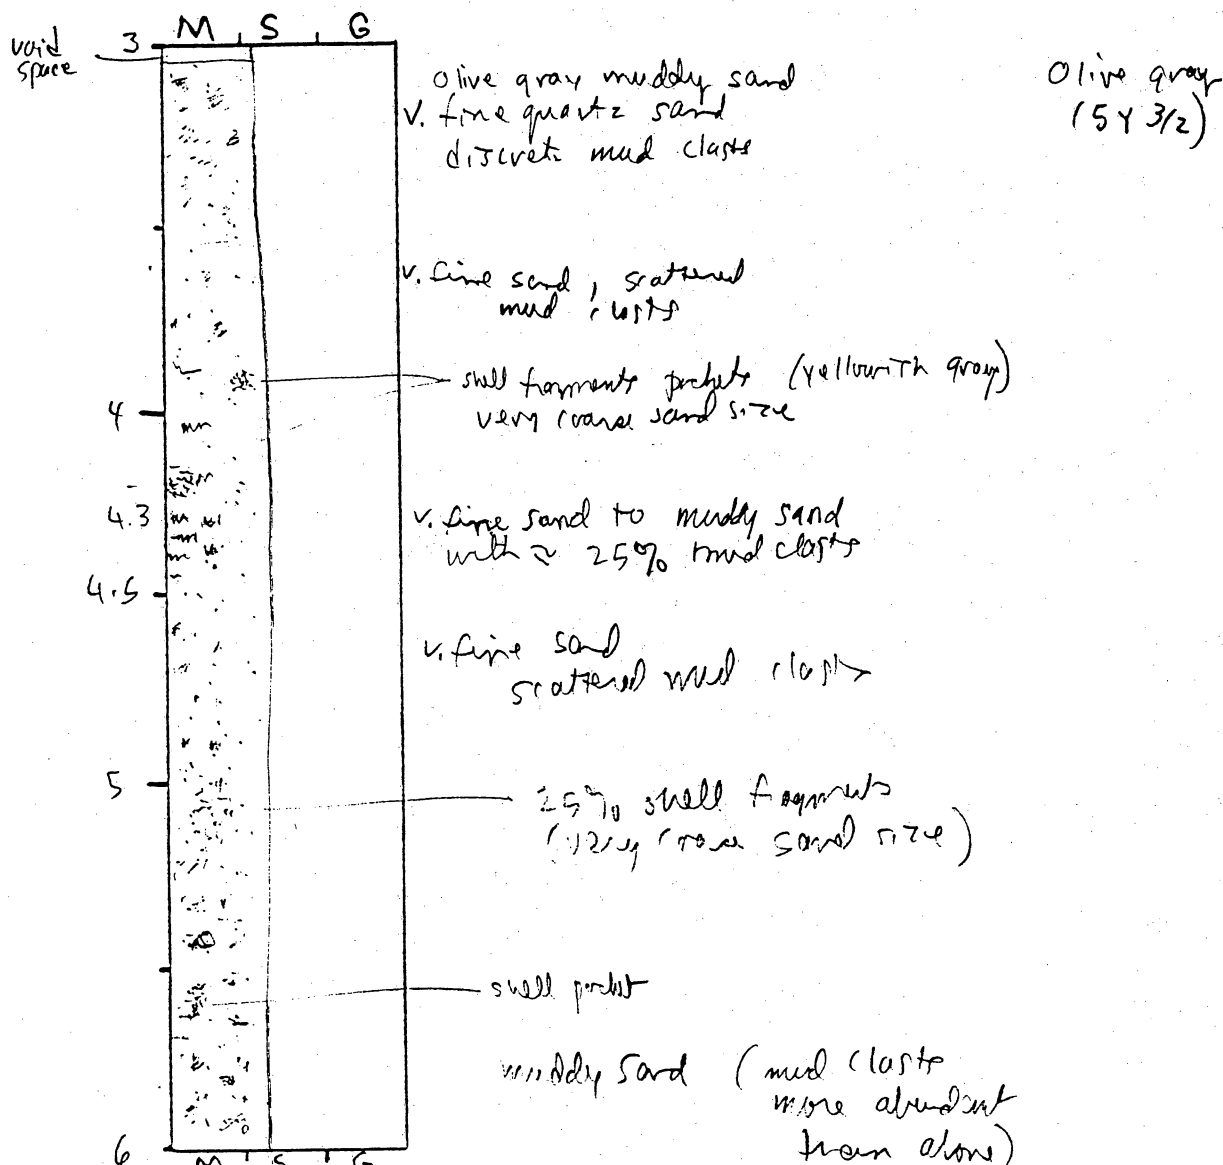 M S G
void
space
3
Olive gray muddy sand
V. fine quartz sand
discrete mud clasts
Olive gray
(5Y 3/2)
v. fine sand, scattered
mud clasts
shell fragments pockets (yellowish gray)
very coarse sand size
4
4.3
v. fine sand to muddy sand
with ≈ 25% mud clasts
4.5
v. fine sand
scattered mud clasts
5
25% shell fragments
(very coarse sand size)
shell pocket
muddy sand (mud clasts
more abundant
than above)
6
M S G